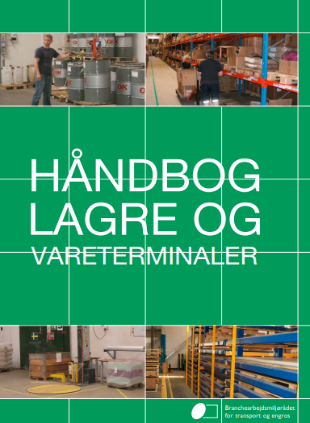 HÅNDBOG
LAGRE OG
VARETERMINALER
Branchearbejdsmiljørådet
for transport og engros